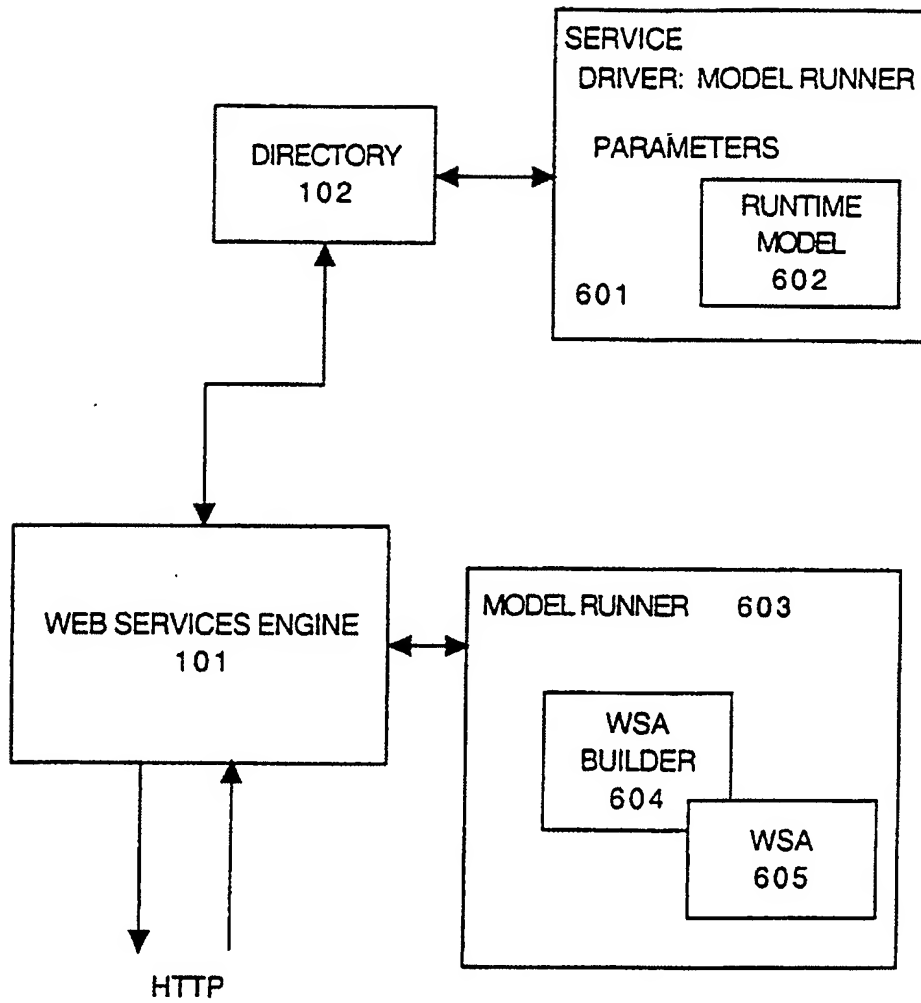 SERVICE
DRIVER: MODEL RUNNER
PARAMETERS
RUNTIME
MODEL
602
601
DIRECTORY
102
WEB SERVICES ENGINE
101
MODEL RUNNER 603
WSA
BUILDER
604
WSA
605
HTTP